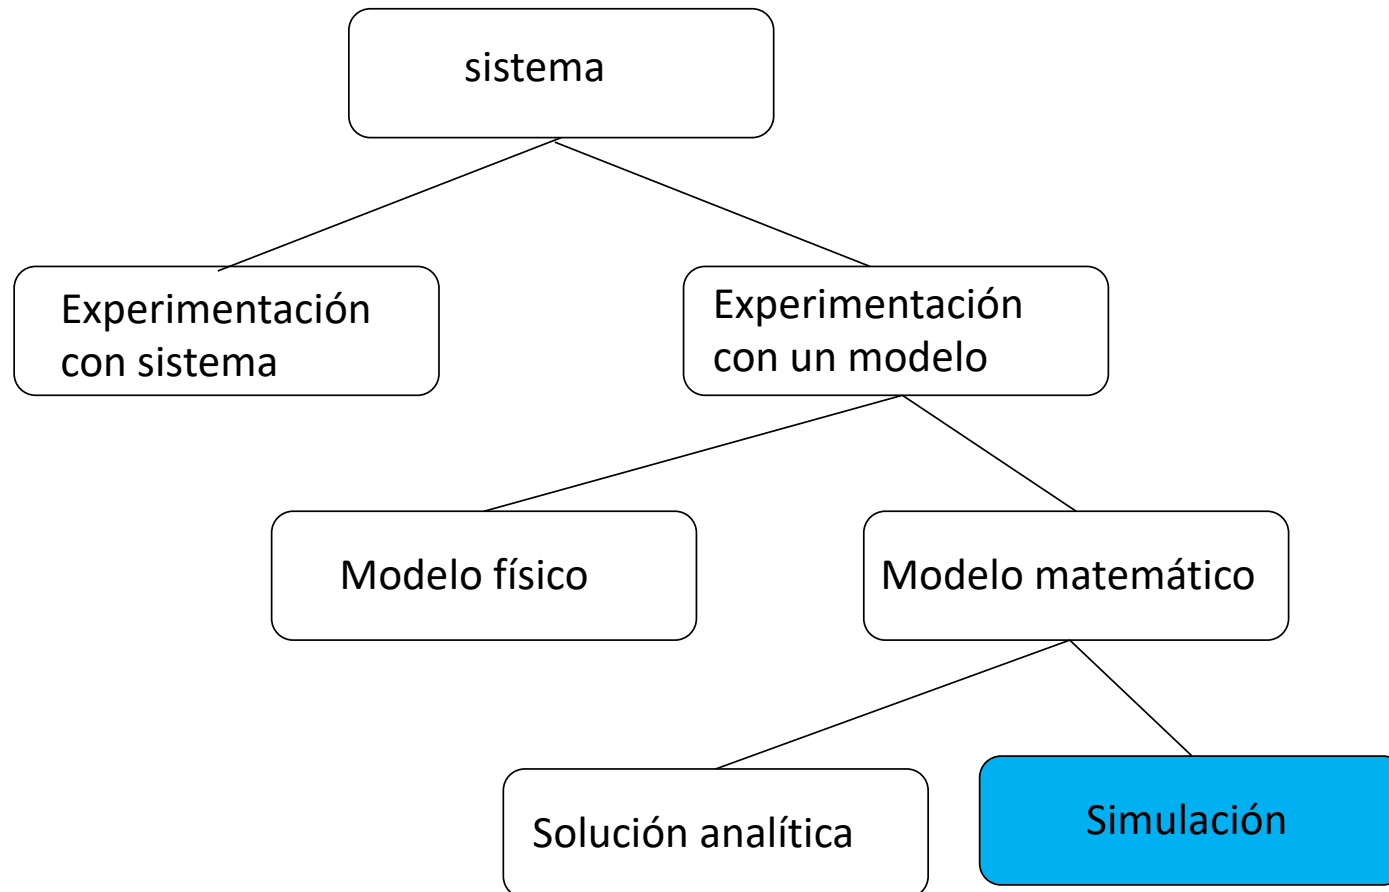 sistema
Experimentación
con sistema
Experimentación
con un modelo
Modelo físico
Modelo matemático
Solución analítica
Simulación